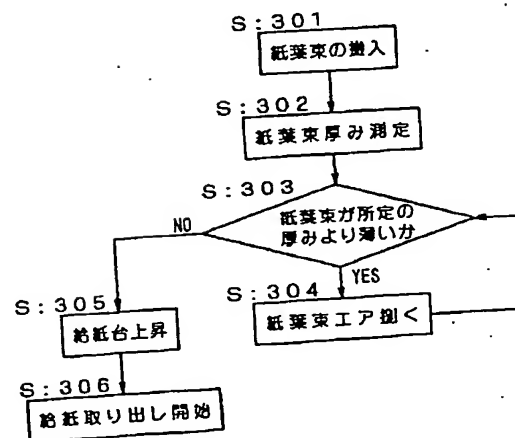 S:301
紙葉束の搬入
S:302
紙葉束厚み測定
S:303
紙葉束が所定の
厚みより薄いか
NO
YES
S:304
紙葉束エア捌く
S:305
給紙台上昇
S:306
給紙取り出し開始